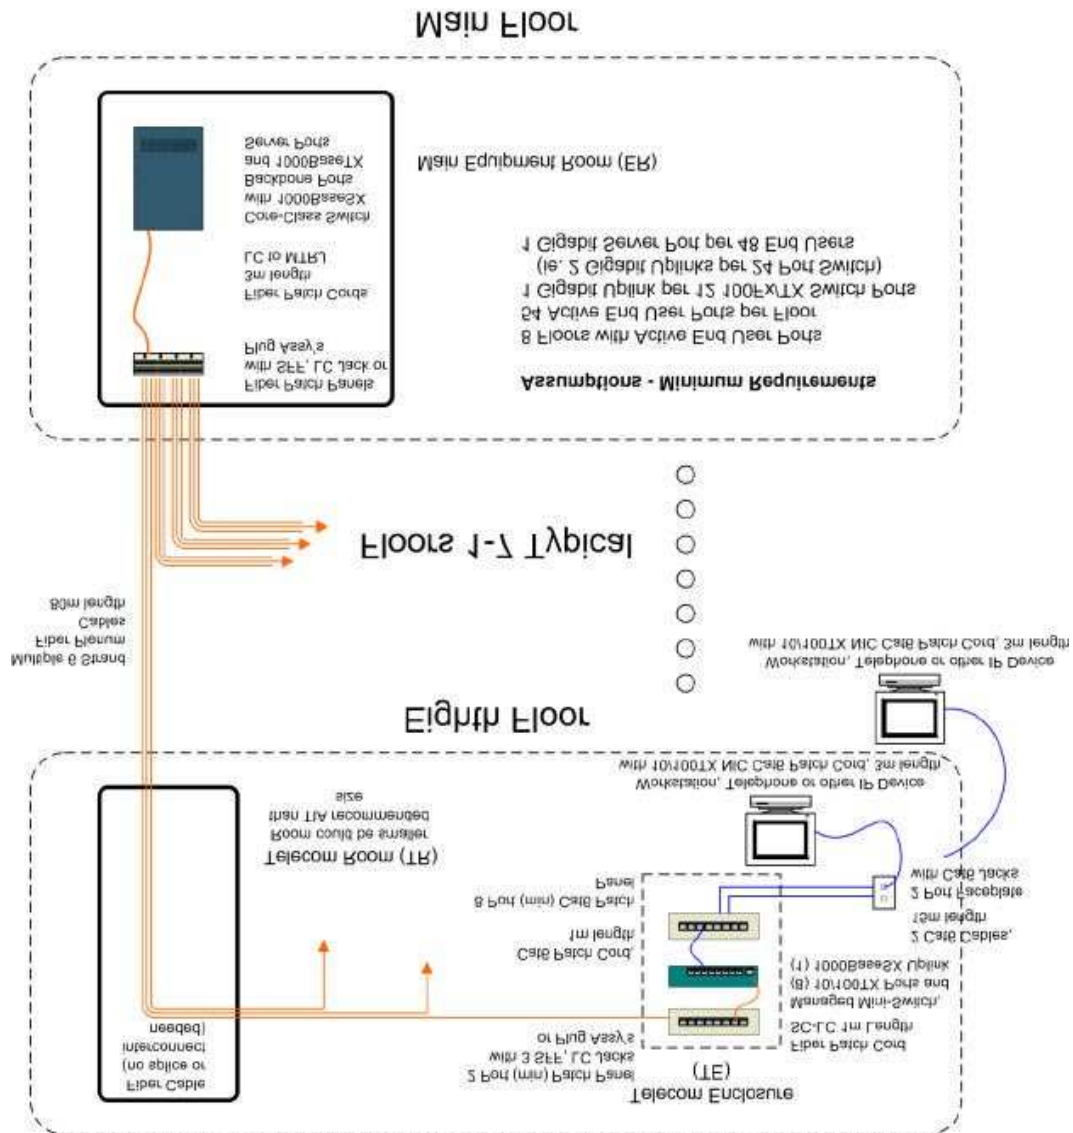 Fiber Cable
(no splice or
interconnect
needed)
2 Port (min) Patch Panel
with 3 SFF, LC Jacks
or Plug Assy's
Telecom Enclosure
(TE)
Fiber Patch Cord
SC-LC 1m Length
Managed Mini-Switch,
(8) 10/100TX Ports and
(1) 1000BaseSX Uplink
Cat6 Patch Cord,
1m length
8 Port (min) Cat6 Patch
Panel
2 Cat6 Cables,
15m length
2 Port Faceplate
with Cat6 Jacks
Telecom Room (TR)
Room could be smaller
than TIA recommended
size
Workstation, Telephone or other IP Device
with 10/100TX NIC Cat6 Patch Cord, 3m length
Eighth Floor
Workstation, Telephone or other IP Device
with 10/100TX NIC Cat6 Patch Cord, 3m length
Multiple 6 Strand
Fiber Plenum
Cables
80m length
Floors 1-7 Typical
Fiber Patch Panels
with SFF, LC Jack or
Plug Assy's
Fiber Patch Cords
3m length
LC to MTRJ
Core-Class Switch
with 1000BaseSX
Backbone Ports
and 1000BaseTX
Server Ports
Assumptions - Minimum Requirements
8 Floors with Active End User Ports
54 Active End User Ports per Floor
1 Gigabit Uplink per 12 100Fx/TX Switch Ports
(ie. 2 Gigabit Uplinks per 24 Port Switch)
1 Gigabit Server Port per 48 End Users
Main Equipment Room (ER)
Main Floor